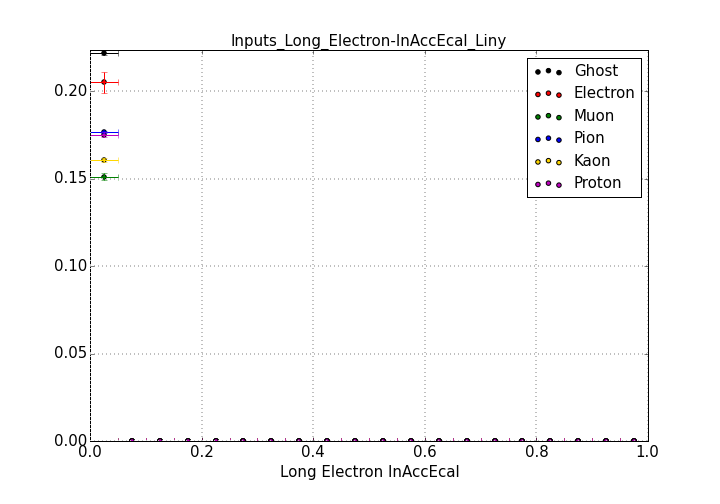 Inputs_Long_Electron-InAccEcal_Liny
Ghost
Electron
Muon
Pion
Kaon
Proton
0.20
0.15
0.10
0.05
0.00
0.0 0.2 0.4 0.6 0.8 1.0
Long Electron InAccEcal